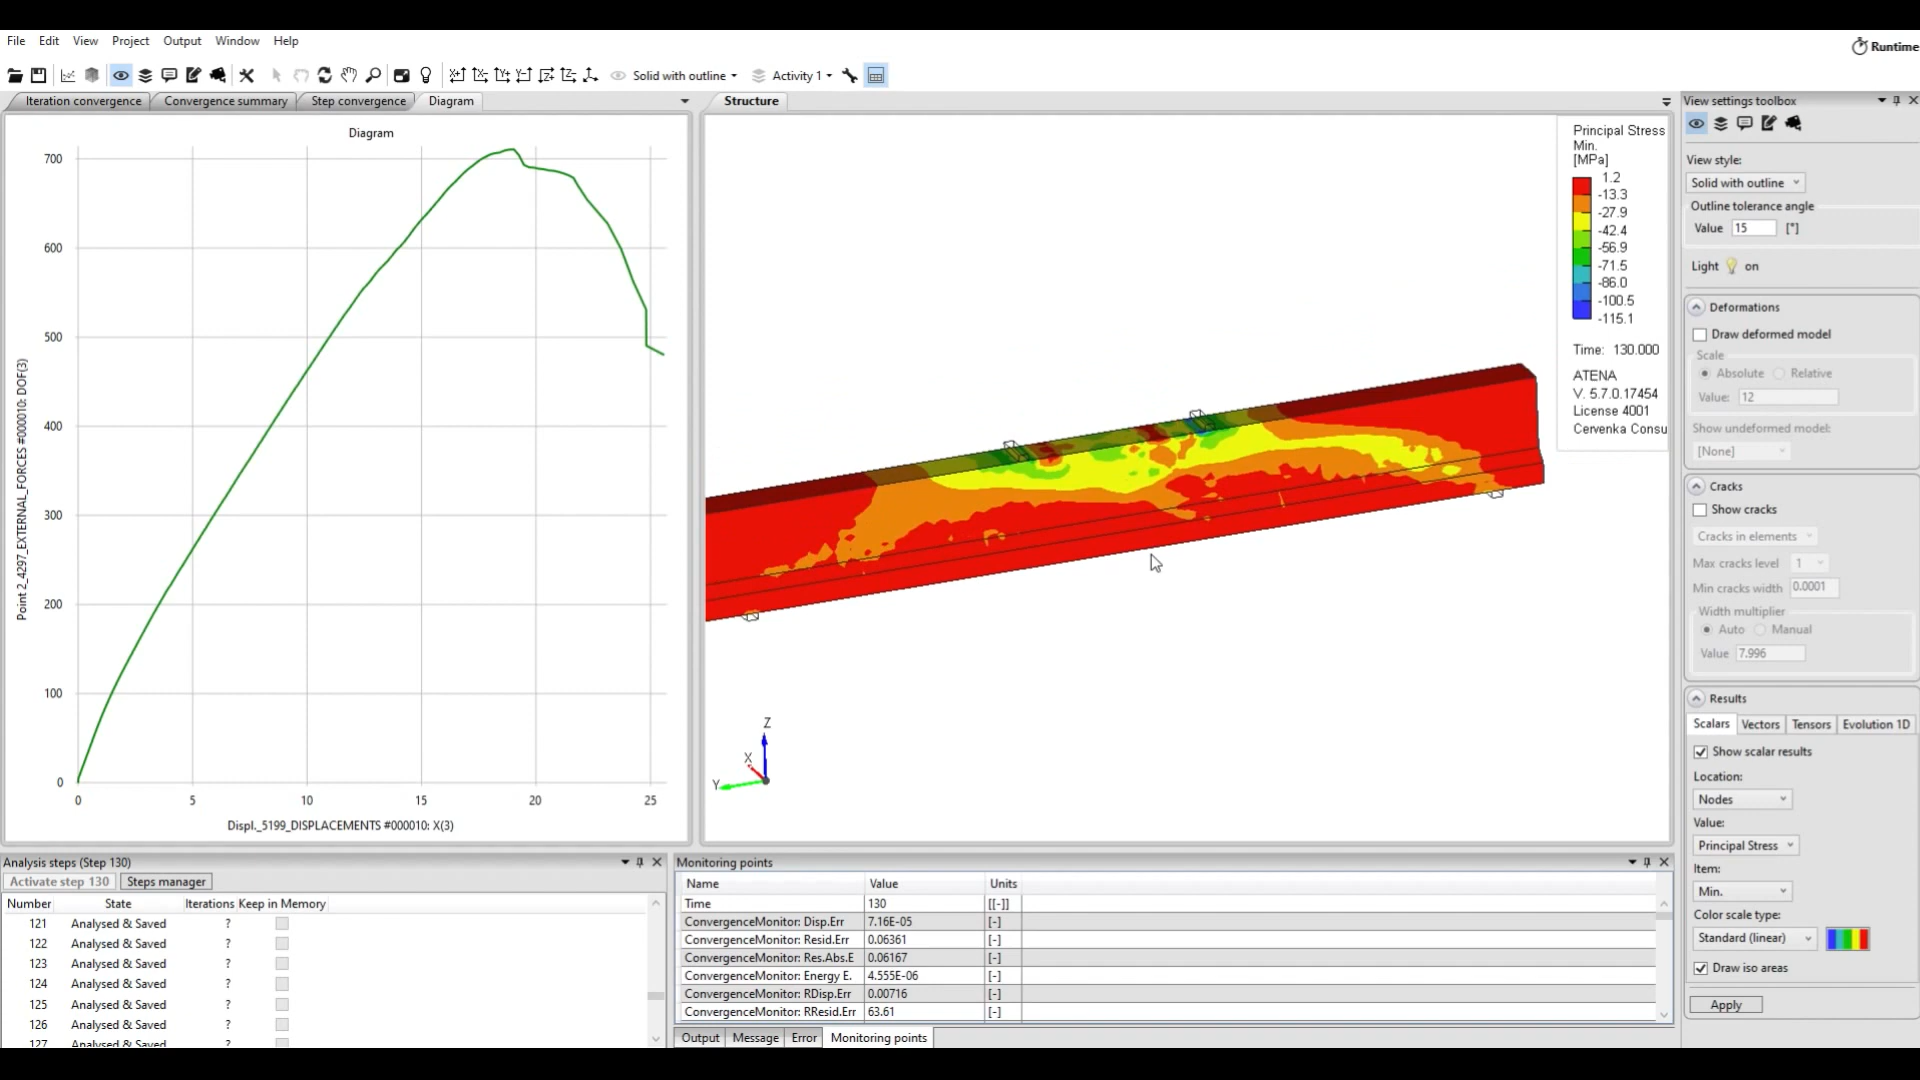 File Edit View Project Output Window Help
Runtime
Solid with outline Activity 1
Iteration convergence Convergence summary Step convergence Diagram
Diagram
700
600
500
400
300
200
100
0
0 5 10 15 20 25
Point 2_4297_EXTERNAL_FORCES #000010: DOF(3)
Displ._5199_DISPLACEMENTS #000010: X(3)
Structure
Principal Stress
Min.
[MPa]
1.2
-13.3
-27.9
-42.4
-56.9
-71.5
-86.0
-100.5
-115.1
Time: 130.000
ATENA
V. 5.7.0.17454
License 4001
Cervenka Consu
Z
X
Y
View settings toolbox
View style:
Solid with outline
Outline tolerance angle
Value 15 [°]
Light on
Deformations
Draw deformed model
Scale
Absolute Relative
Value: 12
Show undeformed model:
[None]
Cracks
Show cracks
Cracks in elements
Max cracks level 1
Min cracks width 0.0001
Width multiplier
Auto Manual
Value 7.996
Results
Scalars Vectors Tensors Evolution 1D
Show scalar results
Location:
Nodes
Value:
Principal Stress
Item:
Min.
Color scale type:
Standard (linear)
Draw iso areas
Apply
Analysis steps (Step 130)
Activate step 130 Steps manager
Number State Iterations Keep in Memory
121 Analysed & Saved ?
122 Analysed & Saved ?
123 Analysed & Saved ?
124 Analysed & Saved ?
125 Analysed & Saved ?
126 Analysed & Saved ?
127 Analysed & Saved ?
Monitoring points
Name Value Units
Time 130 [[-]]
ConvergenceMonitor: Disp.Err 7.16E-05 [-]
ConvergenceMonitor: Resid.Err 0.06361 [-]
ConvergenceMonitor: Res.Abs.E 0.06167 [-]
ConvergenceMonitor: Energy E. 4.555E-06 [-]
ConvergenceMonitor: RDisp.Err 0.00716 [-]
ConvergenceMonitor: RResid.Err 63.61 [-]
Output Message Error Monitoring points